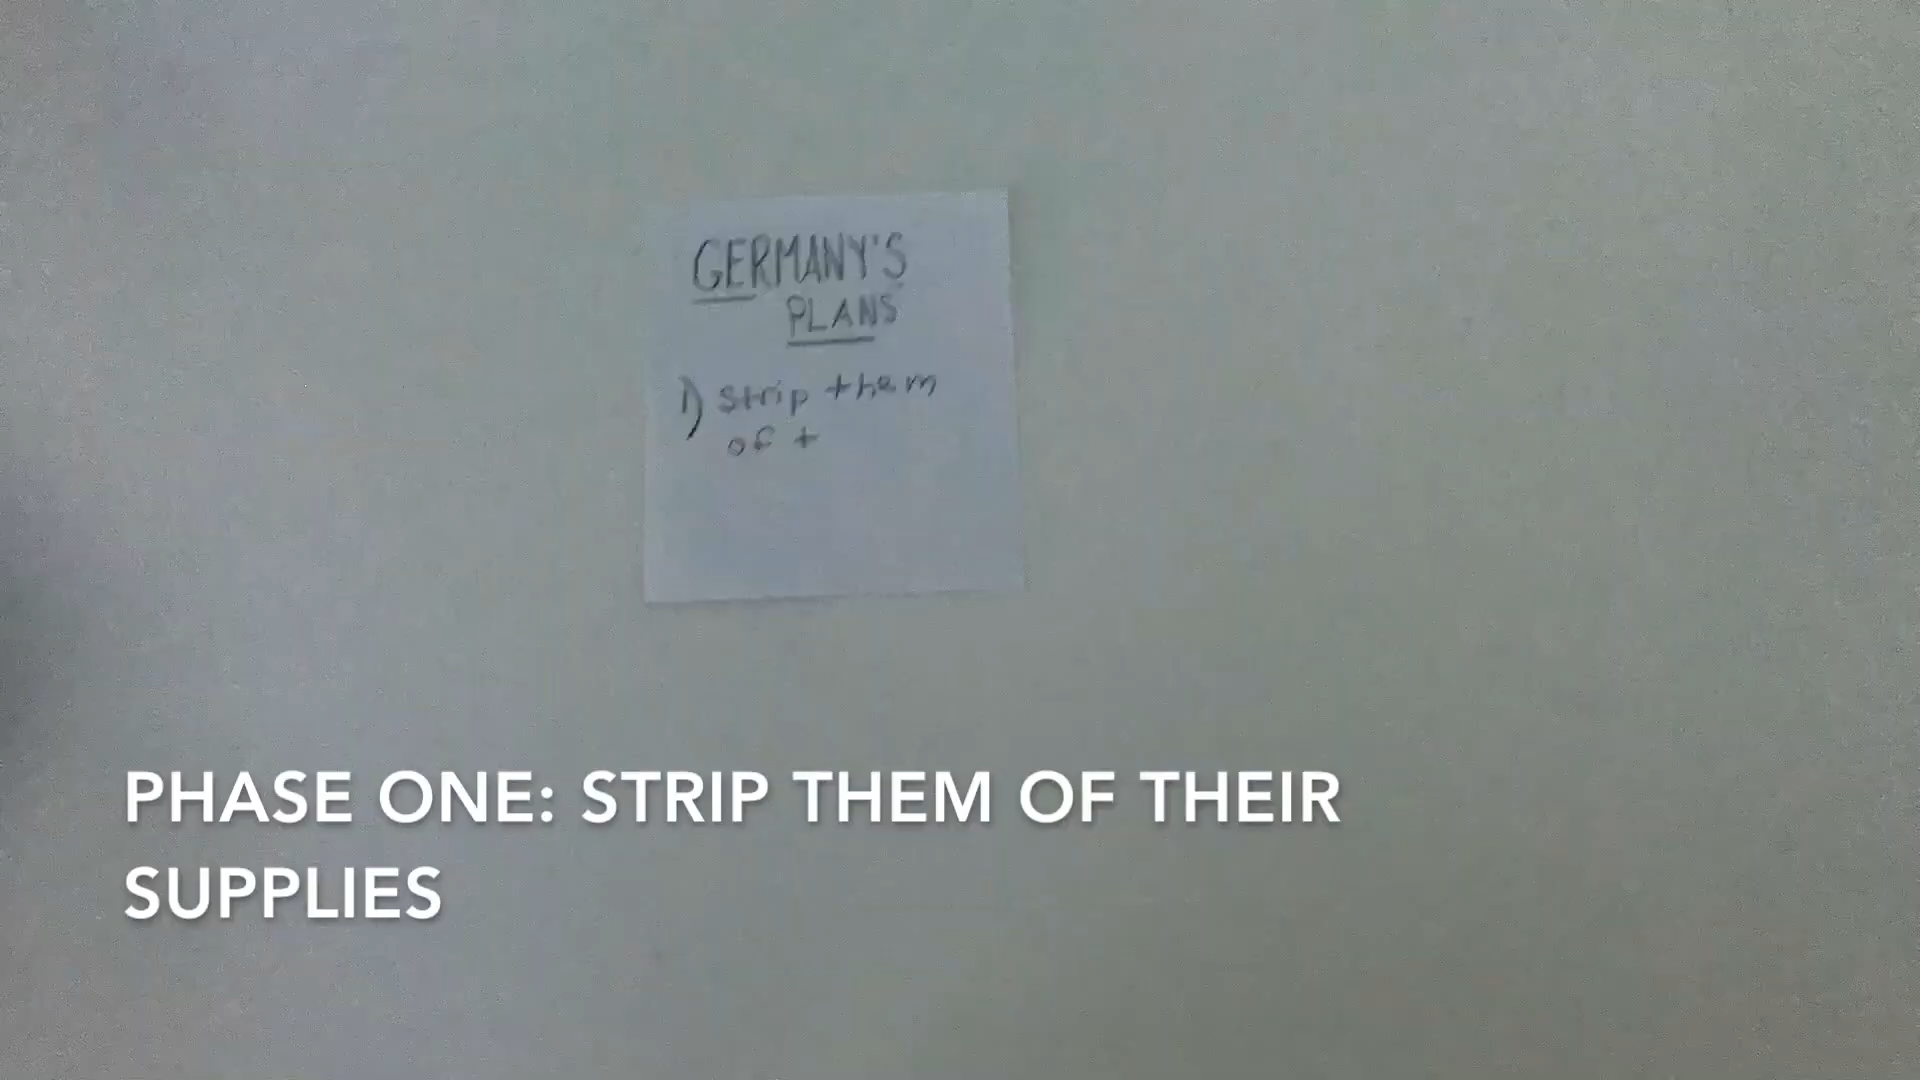 GERMANY'S
PLANS
1) strip them
of t
PHASE ONE: STRIP THEM OF THEIR
SUPPLIES